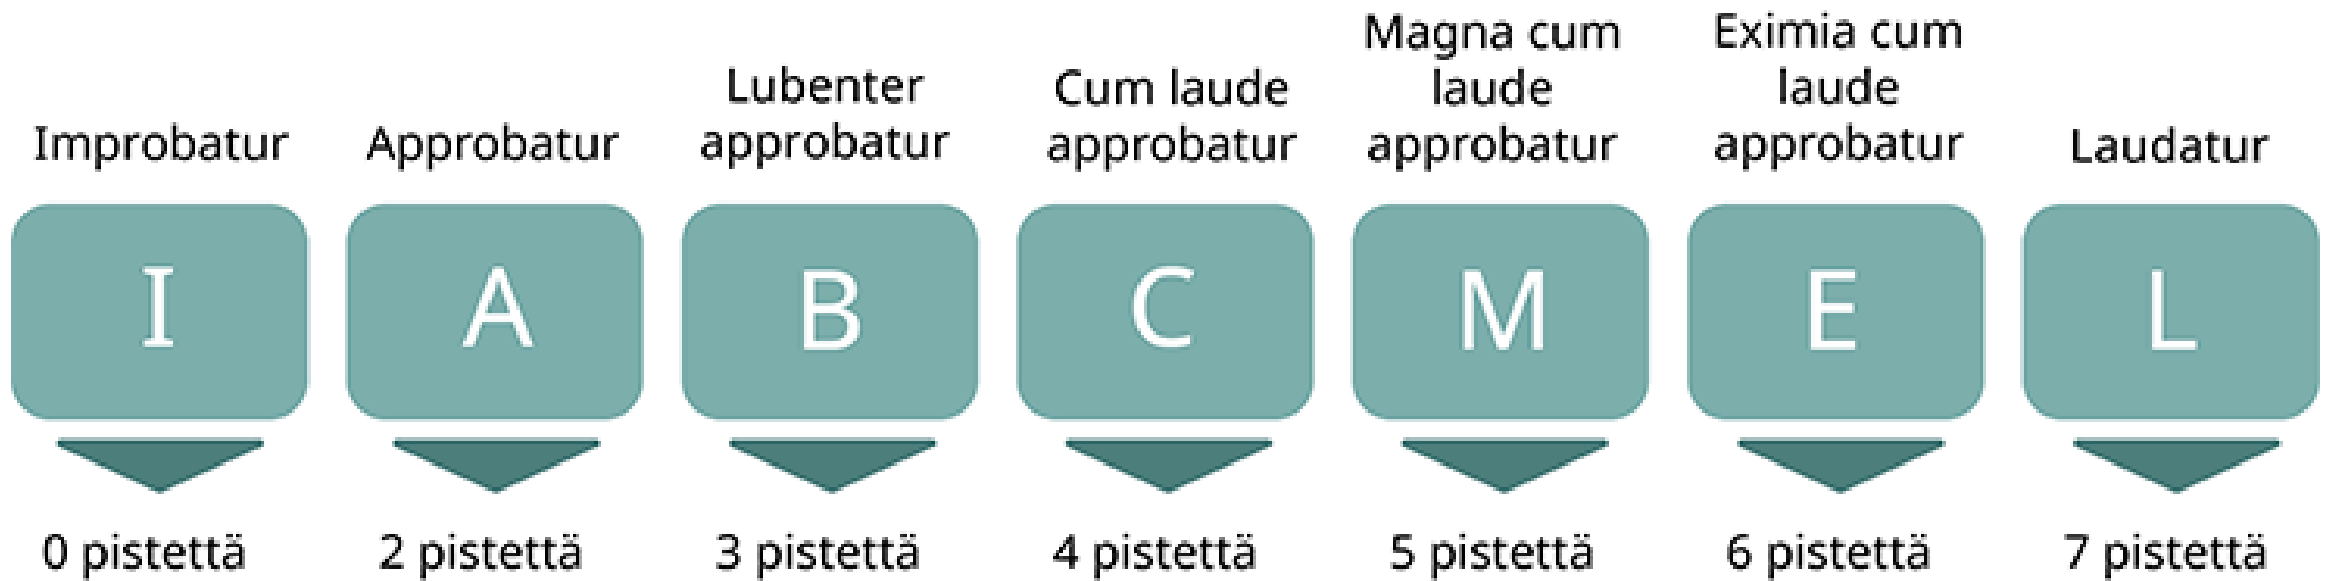 Improbatur
Approbatur
Lubenter
approbatur
Cum laude
approbatur
Magna cum
laude
approbatur
Eximia cum
laude
approbatur
Laudatur
I
A
B
C
M
E
L
0 pistettä
2 pistettä
3 pistettä
4 pistettä
5 pistettä
6 pistettä
7 pistettä